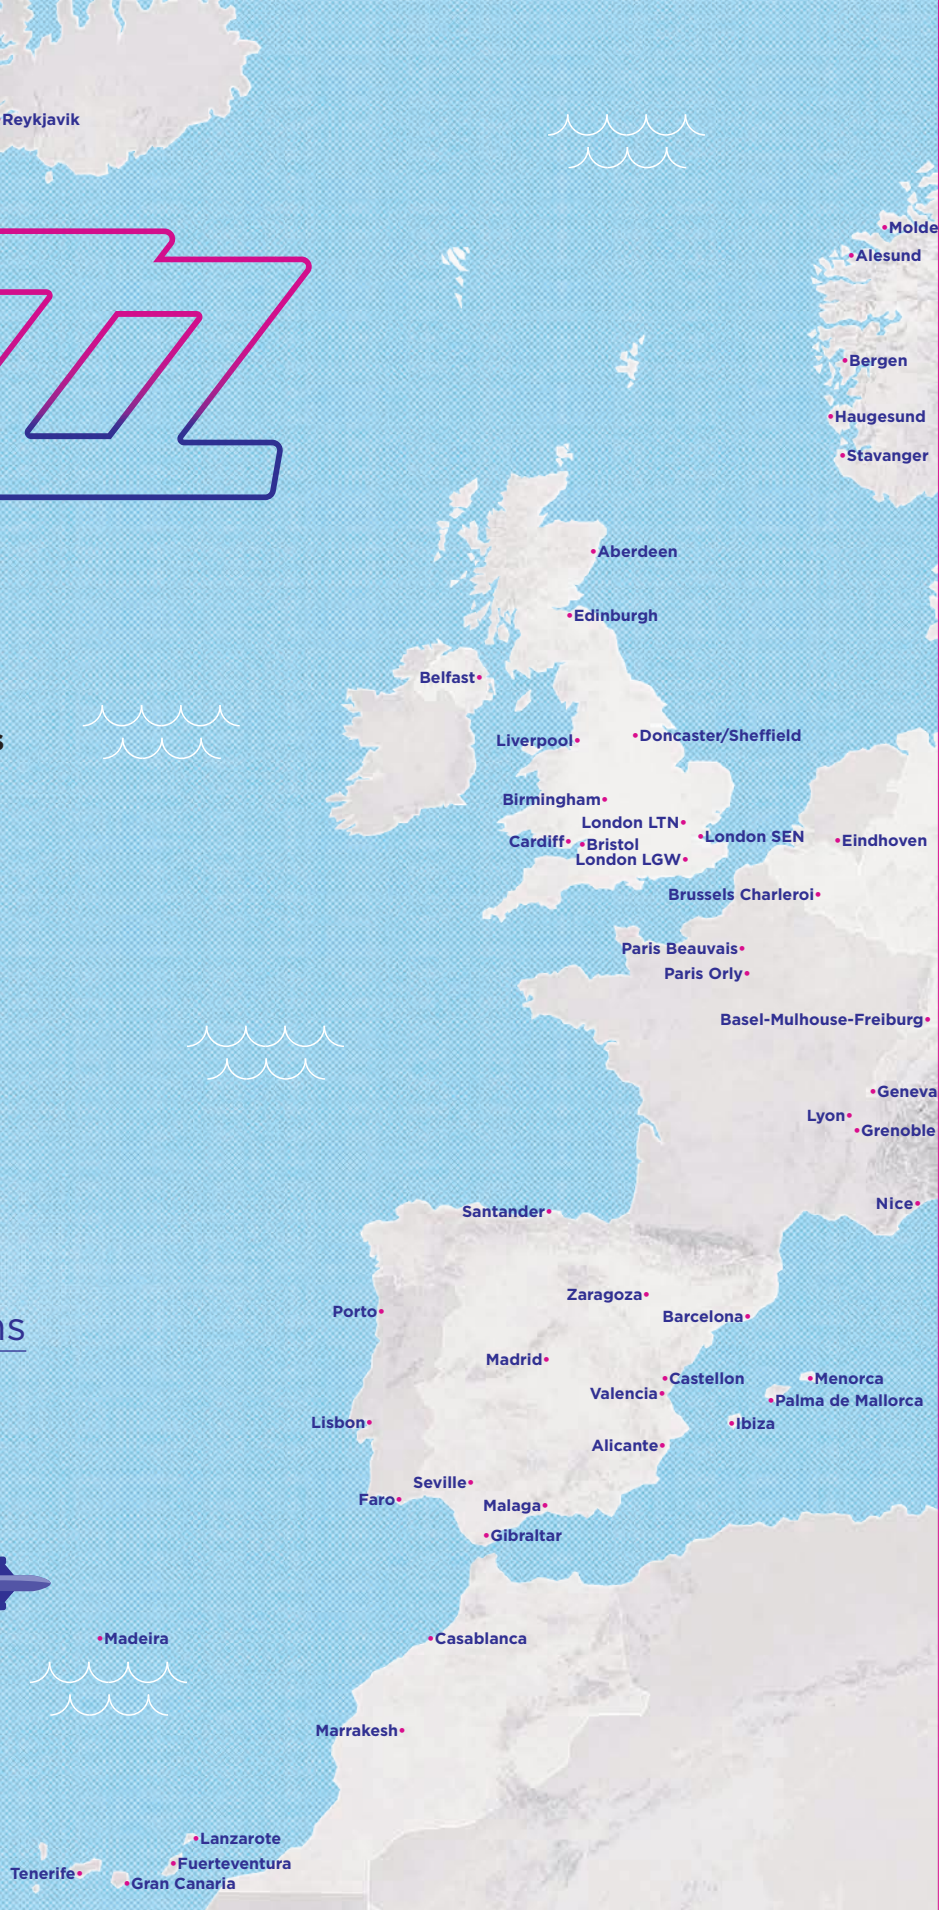 Reykjavik
Molde
Alesund
Bergen
Haugesund
Stavanger
Aberdeen
Edinburgh
Belfast
Doncaster/Sheffield
Liverpool
s
Birmingham
London LTN
London SEN
Cardiff
Bristol
Eindhoven
London LGW
Brussels Charleroi
Paris Beauvais
Paris Orly
Basel-Mulhouse-Freiburg
Geneva
Lyon
Grenoble
Nice
Santander
Zaragoza
Porto
Barcelona
ns
Madrid
Castellon
Menorca
Valencia
Palma de Mallorca
Lisbon
Ibiza
Alicante
Seville
Faro
Malaga
Gibraltar
Madeira
Casablanca
Marrakesh
Lanzarote
Fuerteventura
Tenerife
Gran Canaria